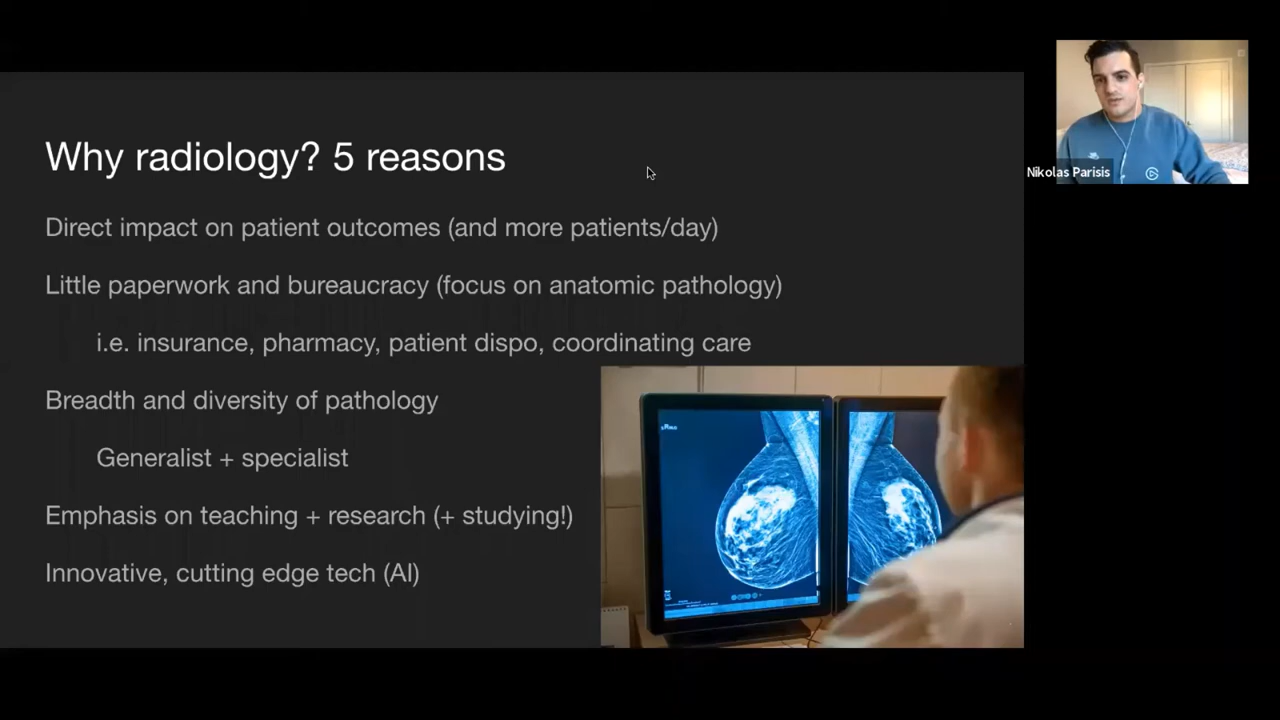 Why radiology? 5 reasons
Direct impact on patient outcomes (and more patients/day)
Little paperwork and bureaucracy (focus on anatomic pathology)
i.e. insurance, pharmacy, patient dispo, coordinating care
Breadth and diversity of pathology
Generalist + specialist
Emphasis on teaching + research (+ studying!)
Innovative, cutting edge tech (AI)
Nikolas Parisis